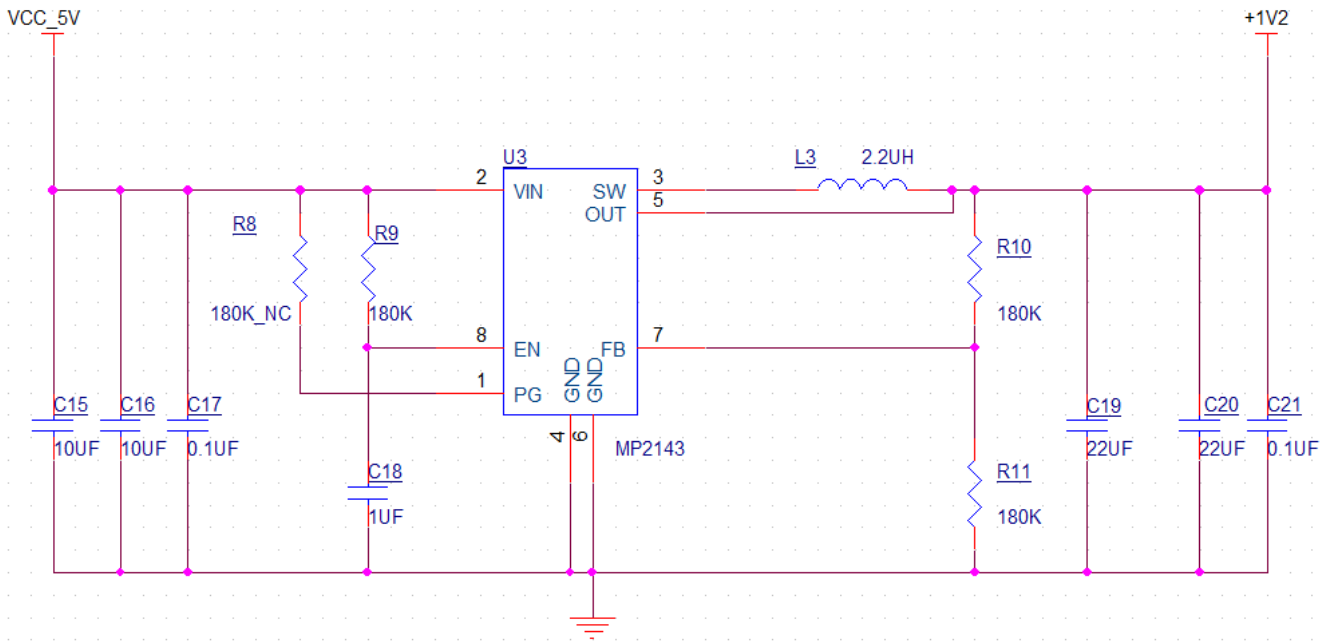 VCC_5V
+1V2
U3
L3 2.2UH
2 VIN SW 3
OUT 5
R8
R9
R10
180K_NC
180K
180K
8 EN FB 7
1 PG
GND
GND
4
6
MP2143
C15
10UF
C16
10UF
C17
0.1UF
C18
1UF
C19
22UF
C20
22UF
C21
0.1UF
R11
180K